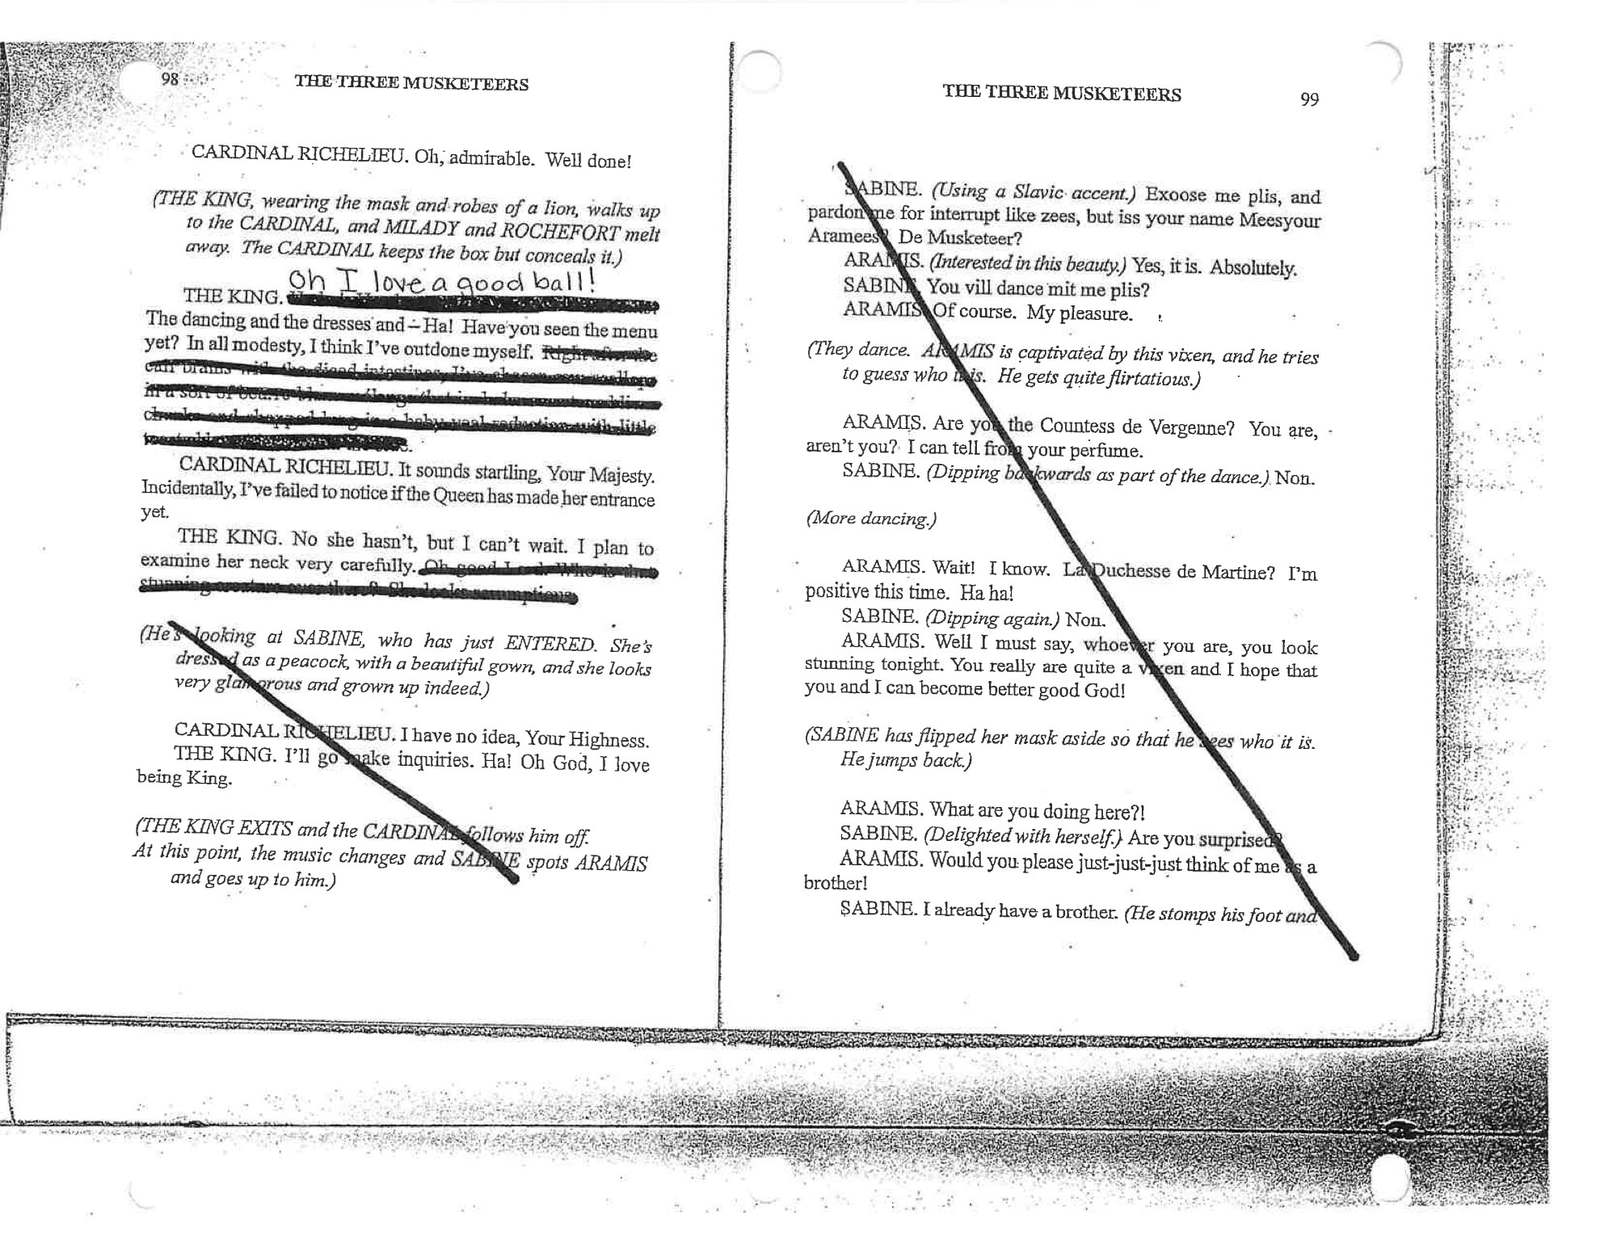 98
THE THREE MUSKETEERS
CARDINAL RICHELIEU. Oh, admirable. Well done!
(THE KING, wearing the mask and robes of a lion, walks up
to the CARDINAL, and MILADY and ROCHEFORT melt
away. The CARDINAL keeps the box but conceals it.)
Oh I love a good ball!
THE KING.
The dancing and the dresses and – Ha! Have you seen the menu
yet? In all modesty, I think I've outdone myself. Right after the
CARDINAL RICHELIEU. It sounds startling, Your Majesty.
Incidentally, I've failed to notice if the Queen has made her entrance
yet.
THE KING. No she hasn't, but I can't wait. I plan to
examine her neck very carefully. Oh good Lord. Who is that
stunning creature over there? She looks scrumptious
(He's looking at SABINE, who has just ENTERED. She's
dressed as a peacock, with a beautiful gown, and she looks
very glamorous and grown up indeed.)
CARDINAL RICHELIEU. I have no idea, Your Highness.
THE KING. I'll go make inquiries. Ha! Oh God, I love
being King.
(THE KING EXITS and the CARDINAL follows him off.
At this point, the music changes and SABINE spots ARAMIS
and goes up to him.)
THE THREE MUSKETEERS
99
SABINE. (Using a Slavic accent.) Exoose me plis, and
pardon me for interrupt like zees, but iss your name Meesyour
Aramees? De Musketeer?
ARAMIS. (Interested in this beauty.) Yes, it is. Absolutely.
SABINE. You vill dance mit me plis?
ARAMIS. Of course. My pleasure.
(They dance. ARAMIS is captivated by this vixen, and he tries
to guess who it is. He gets quite flirtatious.)
ARAMIS. Are you the Countess de Vergenne? You are,
aren't you? I can tell from your perfume.
SABINE. (Dipping backwards as part of the dance.) Non.
(More dancing.)
ARAMIS. Wait! I know. La Duchesse de Martine? I'm
positive this time. Ha ha!
SABINE. (Dipping again.) Non.
ARAMIS. Well I must say, whoever you are, you look
stunning tonight. You really are quite a vixen and I hope that
you and I can become better good God!
(SABINE has flipped her mask aside so that he sees who it is.
He jumps back.)
ARAMIS. What are you doing here?!
SABINE. (Delighted with herself.) Are you surprised?
ARAMIS. Would you please just-just-just think of me as a
brother!
SABINE. I already have a brother. (He stomps his foot and